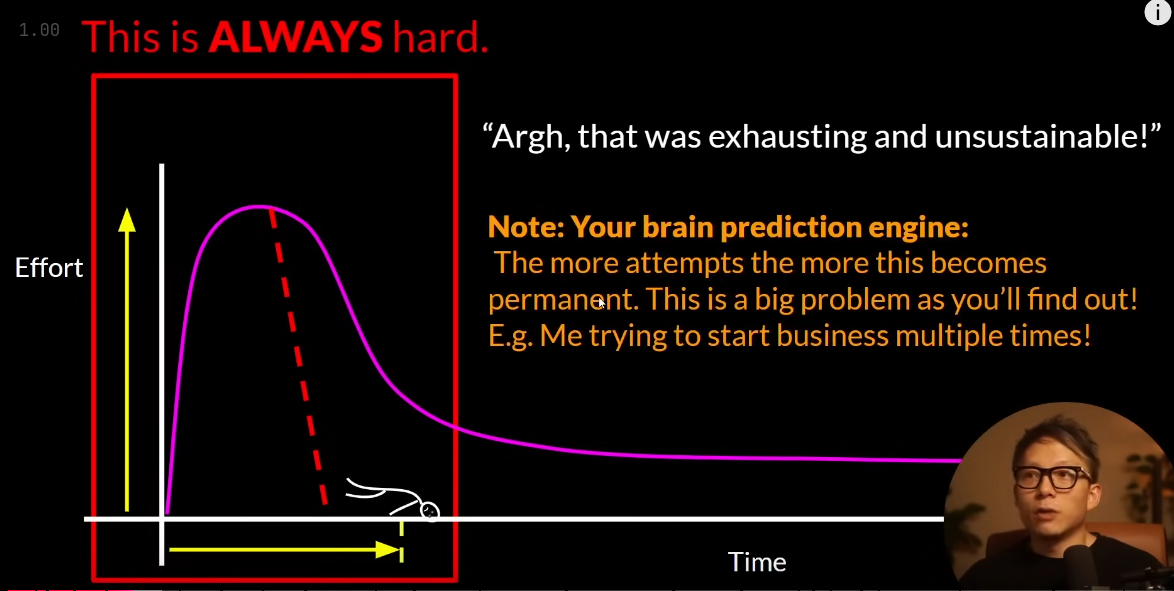 1.00
This is ALWAYS hard.
i
“Argh, that was exhausting and unsustainable!”
Note: Your brain prediction engine:
The more attempts the more this becomes
permanent. This is a big problem as you’ll find out!
E.g. Me trying to start business multiple times!
Effort
Time